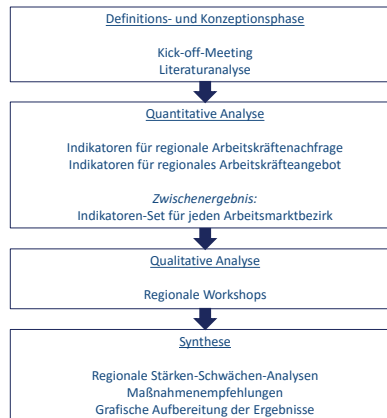 Definitions- und Konzeptionsphase
Kick-off-Meeting
Literaturanalyse
Quantitative Analyse
Indikatoren für regionale Arbeitskräftenachfrage
Indikatoren für regionales Arbeitskräfteangebot
Zwischenergebnis:
Indikatoren-Set für jeden Arbeitsmarktbezirk
Qualitative Analyse
Regionale Workshops
Synthese
Regionale Stärken-Schwächen-Analysen
Maßnahmenempfehlungen
Grafische Aufbereitung der Ergebnisse